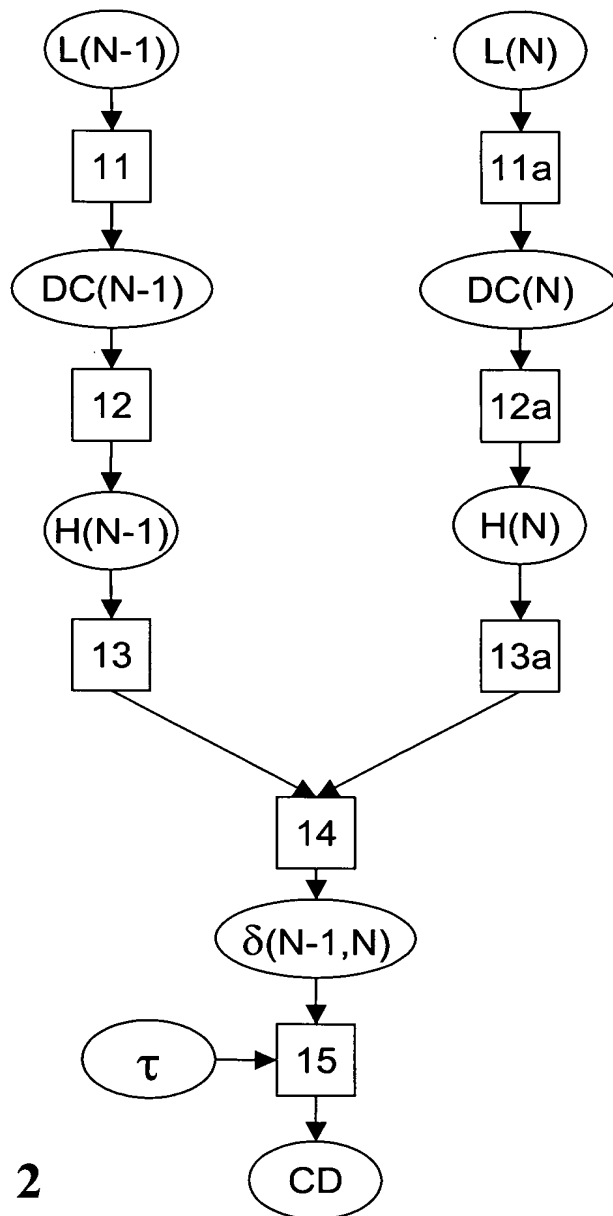 L(N-1)
L(N)
11
11a
DC(N-1)
DC(N)
12
12a
H(N-1)
H(N)
13
13a
14
δ(N-1,N)
τ
15
2
CD